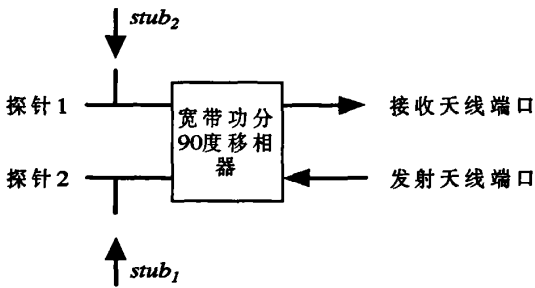 stub2
探针1
宽带功分
90度移相
器
接收天线端口
探针2
发射天线端口
stub1